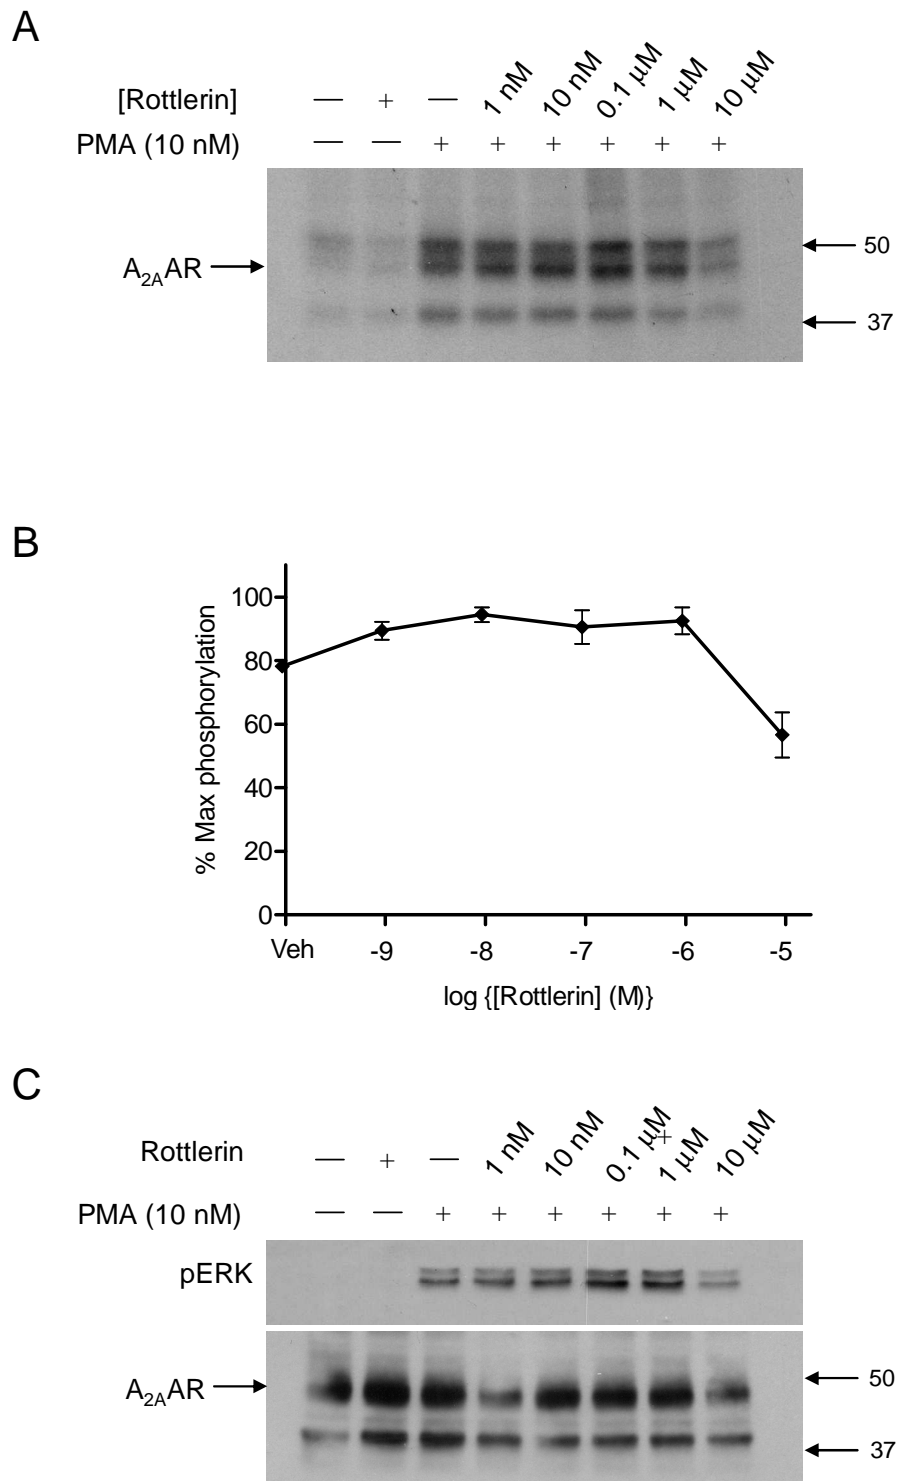 A
[Rottlerin] — + — 1 nM 10 nM 0.1 µM 1 µM 10 µM
PMA (10 nM) — — + + + + + +
A2AAR
50
37
B
% Max phosphorylation
100
80
60
40
20
0
Veh -9 -8 -7 -6 -5
log {[Rottlerin] (M)}
C
Rottlerin — + — 1 nM 10 nM 0.1 µM + 1 µM 10 µM
PMA (10 nM) — — + + + + + +
pERK
A2AAR
50
37